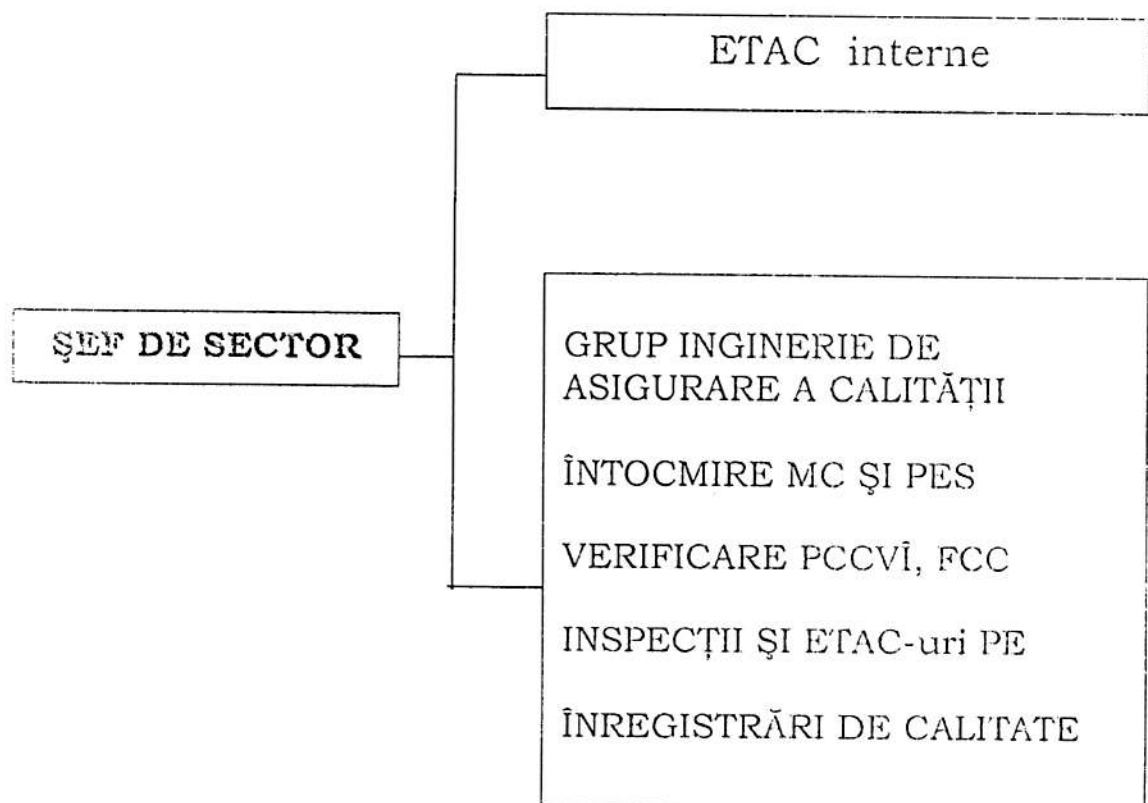 ETAC interne
ŞEF DE SECTOR
GRUP INGINERIE DE
ASIGURARE A CALITĂŢII
ÎNTOCMIRE MC ŞI PES
VERIFICARE PCCVÎ, FCC
INSPECŢII ŞI ETAC-uri PE
ÎNREGISTRĂRI DE CALITATE